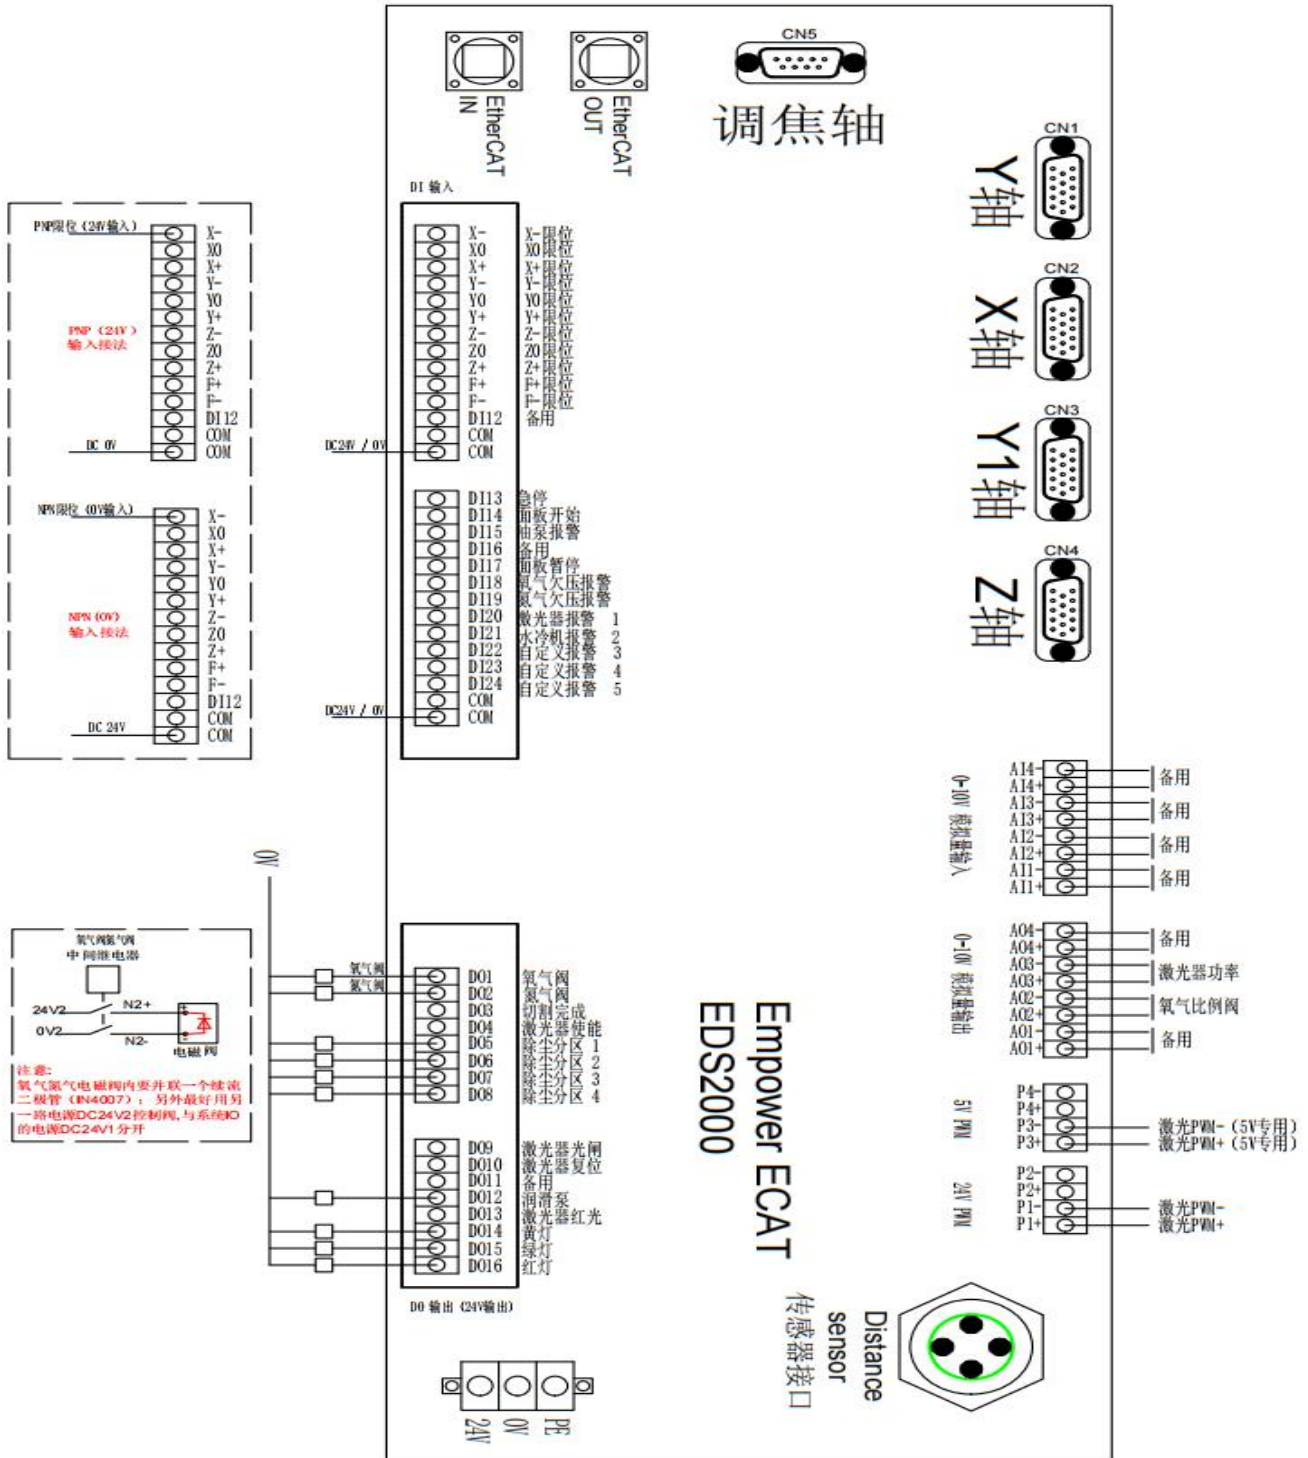 CN5
EtherCAT
IN
EtherCAT
OUT
调焦轴
CN1
Y轴
CN2
X轴
CN3
Y1轴
CN4
Z轴
PNP限位 (24V输入)
X-
X0
X+
Y-
Y0
Y+
Z-
Z0
Z+
F+
F-
DI12
COM
COM
PNP (24V)
输入接法
DC 0V
NPN限位 (0V输入)
X-
X0
X+
Y-
Y0
Y+
Z-
Z0
Z+
F+
F-
DI12
COM
COM
NPN (0V)
输入接法
DC 24V
DI 输入
X- X-限位
X0 X0限位
X+ X+限位
Y- Y-限位
Y0 Y0限位
Y+ Y+限位
Z- Z-限位
Z0 Z0限位
Z+ Z+限位
F+ F+限位
F- F-限位
DI12 备用
COM
COM
DC24V / 0V
DI13 急停
DI14 面板开始
DI15 油泵报警
DI16 备用
DI17 面板暂停
DI18 氧气欠压报警
DI19 氮气欠压报警
DI20 激光器报警 1
DI21 水冷机报警 2
DI22 自定义报警 3
DI23 自定义报警 4
DI24 自定义报警 5
COM
COM
DC24V / 0V
0-10V 模拟量输入
AI4-
AI4+
备用
AI3-
AI3+
备用
AI2-
AI2+
备用
AI1-
AI1+
备用
0-10V 模拟量输出
AO4-
AO4+
备用
AO3-
AO3+
激光器功率
AO2-
AO2+
氧气比例阀
AO1-
AO1+
备用
5V PWM
P4-
P4+
P3- 激光PWM- (5V专用)
P3+ 激光PWM+ (5V专用)
24V PWM
P2-
P2+
P1- 激光PWM-
P1+ 激光PWM+
0V
氧气阀氮气阀
中间继电器
24V2
N2+
0V2
N2-
电磁阀
注意:
氧气氮气电磁阀内要并联一个续流
二极管 (IN4007) ; 另外最好用另
一路电源DC24V2控制阀,与系统IO
的电源DC24V1分开
氧气阀 DO1 氧气阀
氮气阀 DO2 氮气阀
DO3 切割完成
DO4 激光器使能
DO5 除尘分区 1
DO6 除尘分区 2
DO7 除尘分区 3
DO8 除尘分区 4
DO9 激光器光闸
DO10 激光器复位
DO11 备用
DO12 润滑泵
DO13 激光器红光
DO14 黄灯
DO15 绿灯
DO16 红灯
DO 输出 (24V输出)
Empower ECAT
EDS2000
Distance
sensor
传感器接口
24V
0V
PE